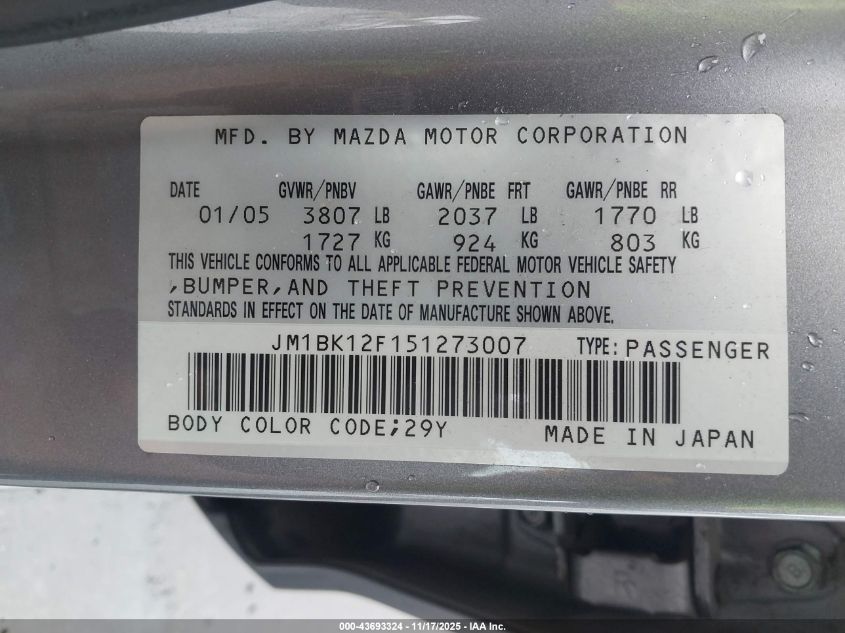 MFD. BY MAZDA MOTOR CORPORATION
DATE GVWR/PNBV GAWR/PNBE FRT GAWR/PNBE RR
01/05 3807 LB 2037 LB 1770 LB
1727 KG 924 KG 803 KG
THIS VEHICLE CONFORMS TO ALL APPLICABLE FEDERAL MOTOR VEHICLE SAFETY
,BUMPER,AND THEFT PREVENTION
STANDARDS IN EFFECT ON THE DATE OF MANUFACTURE SHOWN ABOVE.
JM1BK12F151273007 TYPE: PASSENGER
BODY COLOR CODE;29Y MADE IN JAPAN
000-43693324 - 11/17/2025 - IAA Inc.